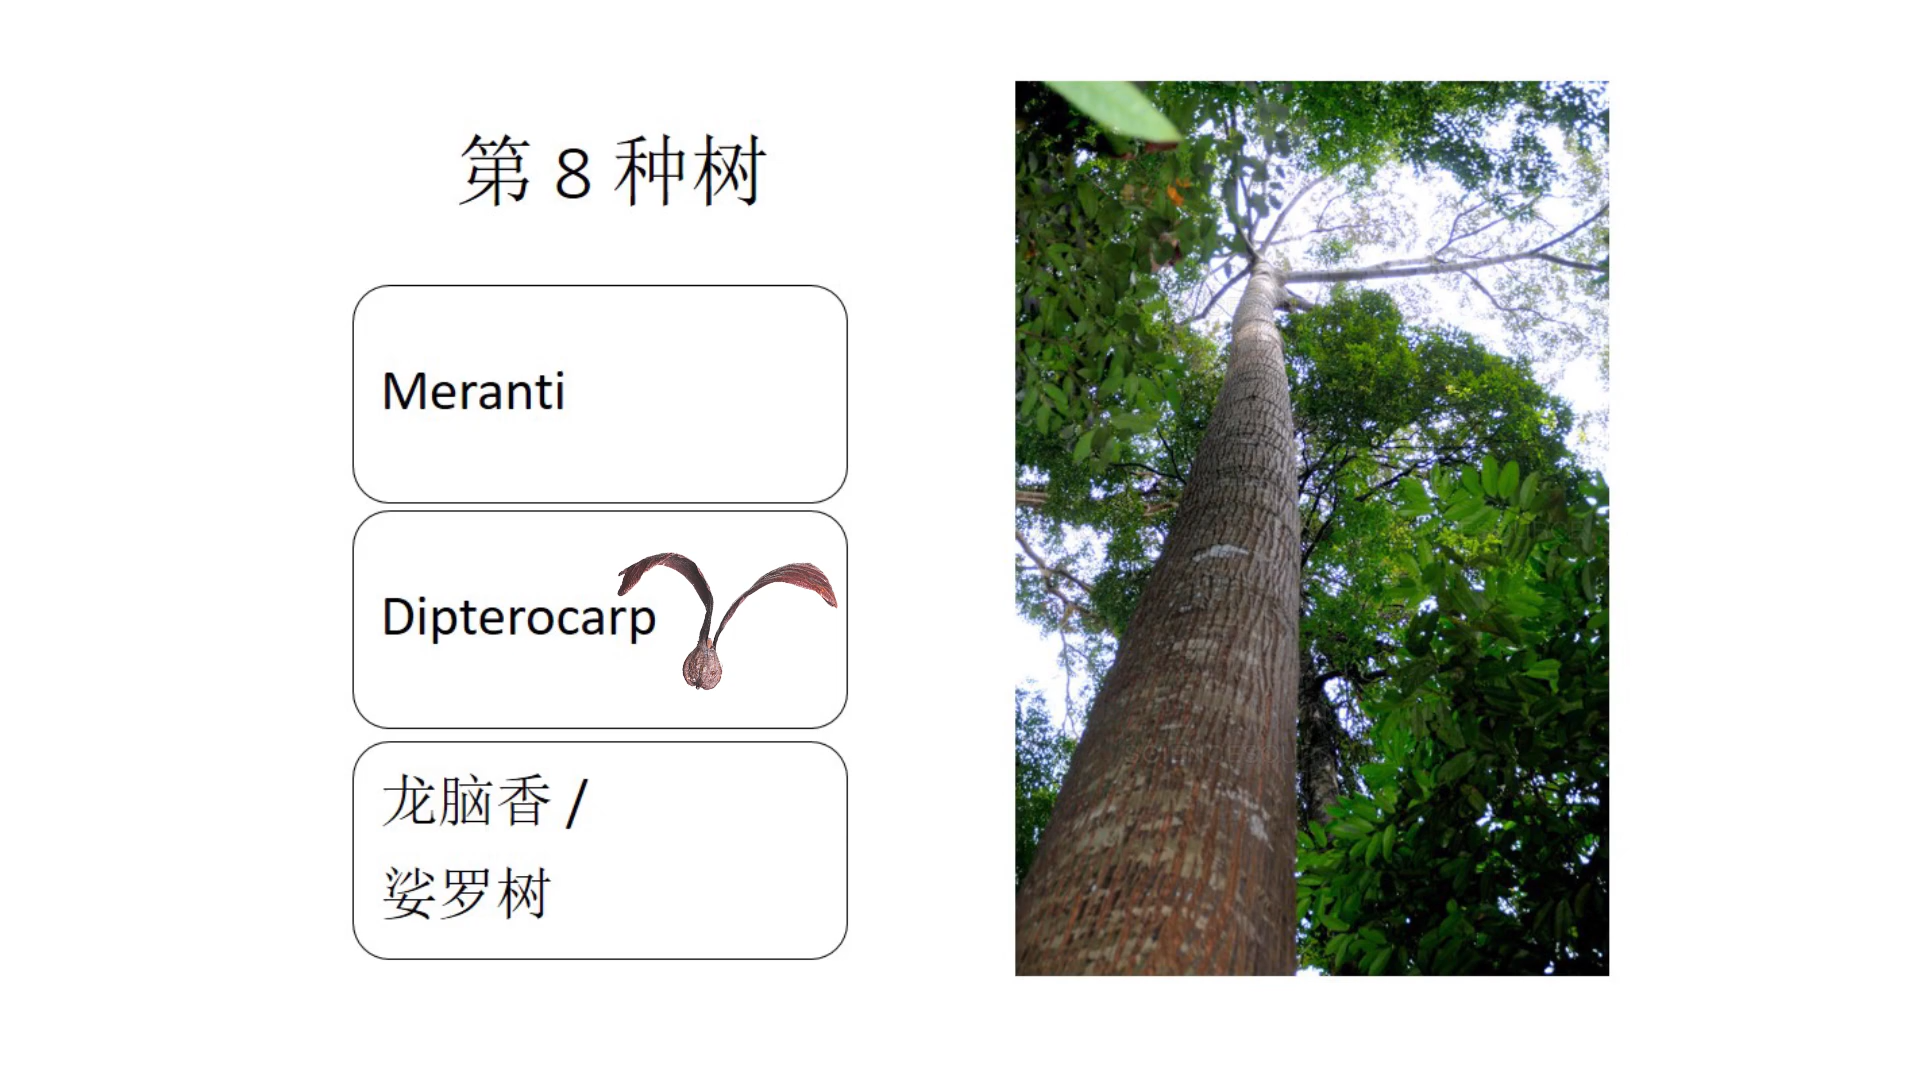 第 8 种树
Meranti
Dipterocarp
龙脑香 /
娑罗树